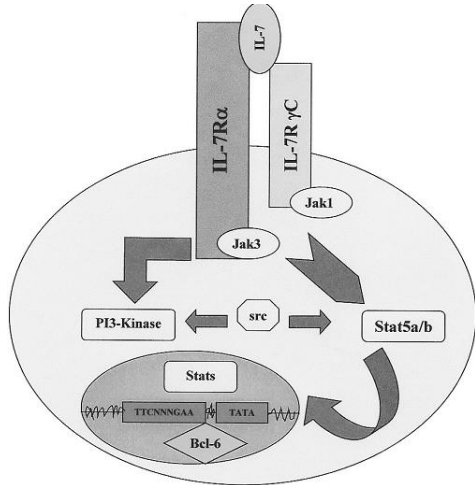 IL-7
IL-7Rα
IL-7R γC
Jak1
Jak3
PI3-Kinase
src
Stat5a/b
Stats
TTCNNNGAA
TATA
Bcl-6